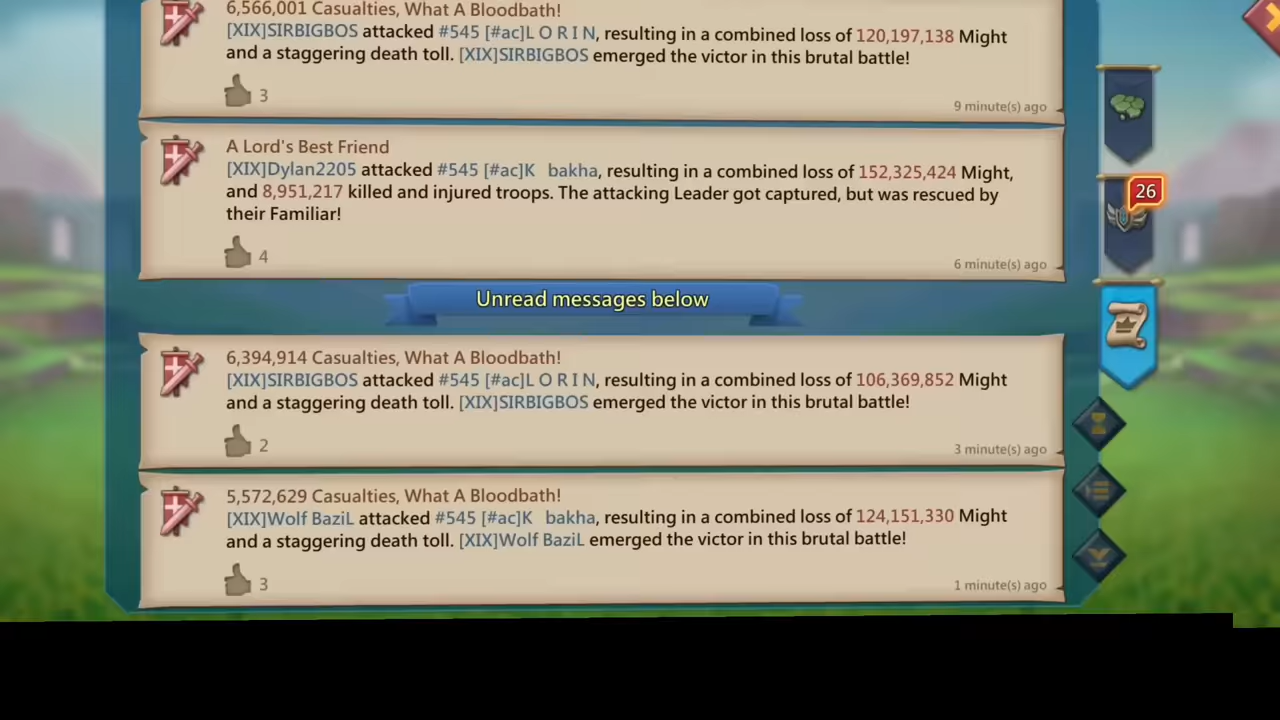 6,566,001 Casualties, What A Bloodbath!
[XIX]SIRBIGBOS attacked #545 [#ac]L O R I N, resulting in a combined loss of 120,197,138 Might
and a staggering death toll. [XIX]SIRBIGBOS emerged the victor in this brutal battle!
3
9 minute(s) ago
A Lord's Best Friend
[XIX]Dylan2205 attacked #545 [#ac]K bakha, resulting in a combined loss of 152,325,424 Might,
and 8,951,217 killed and injured troops. The attacking Leader got captured, but was rescued by
their Familiar!
4
6 minute(s) ago
26
Unread messages below
6,394,914 Casualties, What A Bloodbath!
[XIX]SIRBIGBOS attacked #545 [#ac]L O R I N, resulting in a combined loss of 106,369,852 Might
and a staggering death toll. [XIX]SIRBIGBOS emerged the victor in this brutal battle!
2
3 minute(s) ago
5,572,629 Casualties, What A Bloodbath!
[XIX]Wolf BaziL attacked #545 [#ac]K bakha, resulting in a combined loss of 124,151,330 Might
and a staggering death toll. [XIX]Wolf BaziL emerged the victor in this brutal battle!
3
1 minute(s) ago